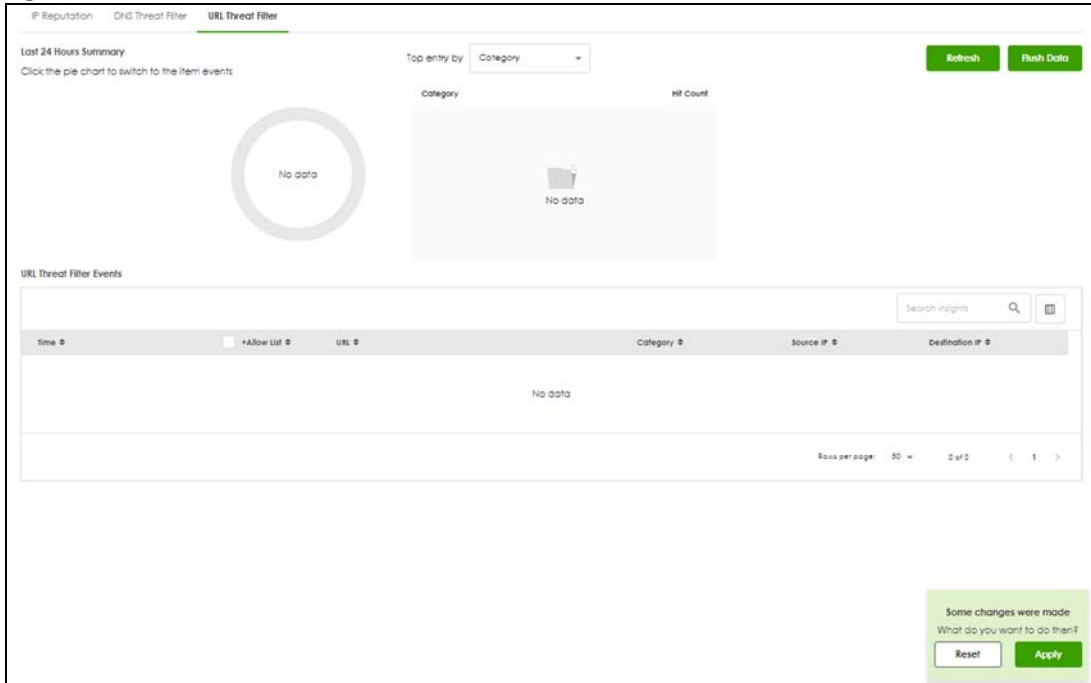 IP Reputation DNS Threat Filter URL Threat Filter
Last 24 Hours Summary
Click the pie chart to switch to the item events
Top entry by Category
Refresh Flush Data
Category Hit Count
No data
No data
URL Threat Filter Events
Search insights
Time +Allow List URL Category Source IP Destination IP
No data
Rows per page: 50 0 of 0 < 1 >
Some changes were made
What do you want to do then?
Reset Apply